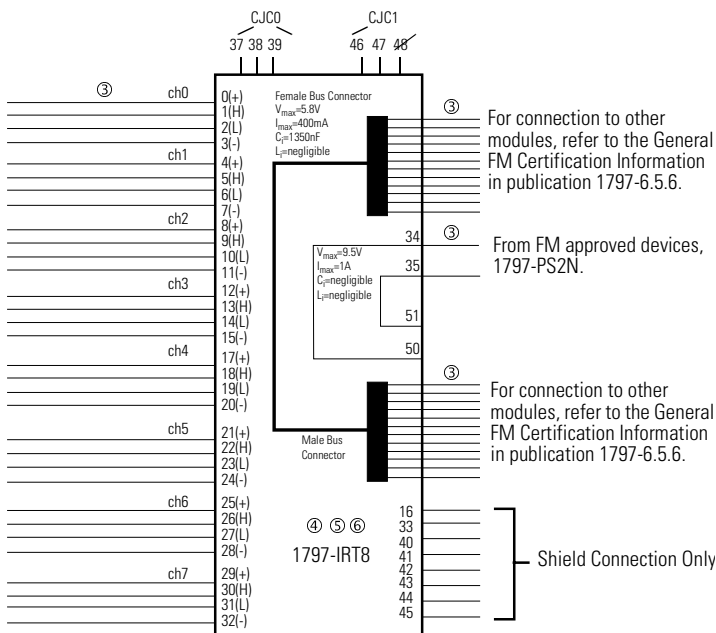 CJC0 CJC1
37 38 39 46 47 48
③ ch0 0(+)
1(H)
2(L)
3(-)
ch1 4(+)
5(H)
6(L)
7(-)
ch2 8(+)
9(H)
10(L)
11(-)
ch3 12(+)
13(H)
14(L)
15(-)
ch4 17(+)
18(H)
19(L)
20(-)
ch5 21(+)
22(H)
23(L)
24(-)
ch6 25(+)
26(H)
27(L)
28(-)
ch7 29(+)
30(H)
31(L)
32(-)
Female Bus Connector
Vmax=5.8V
Imax=400mA
Ci=1350nF
Li=negligible
③
For connection to other
modules, refer to the General
FM Certification Information
in publication 1797-6.5.6.
34
35
51
50
Vmax=9.5V
Imax=1A
Ci=negligible
Li=negligible
③
From FM approved devices,
1797-PS2N.
③
For connection to other
modules, refer to the General
FM Certification Information
in publication 1797-6.5.6.
Male Bus
Connector
④ ⑤ ⑥
1797-IRT8
16
33
40
41
42
43
44
45
Shield Connection Only